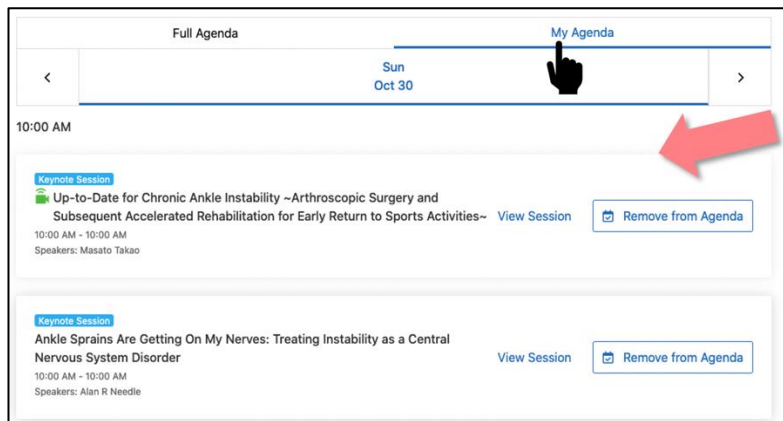 Full Agenda
My Agenda
Sun
Oct 30
10:00 AM
Keynote Session
Up-to-Date for Chronic Ankle Instability ~Arthroscopic Surgery and
Subsequent Accelerated Rehabilitation for Early Return to Sports Activities~
View Session
Remove from Agenda
10:00 AM - 10:00 AM
Speakers: Masato Takao
Keynote Session
Ankle Sprains Are Getting On My Nerves: Treating Instability as a Central
Nervous System Disorder
View Session
Remove from Agenda
10:00 AM - 10:00 AM
Speakers: Alan R Needle